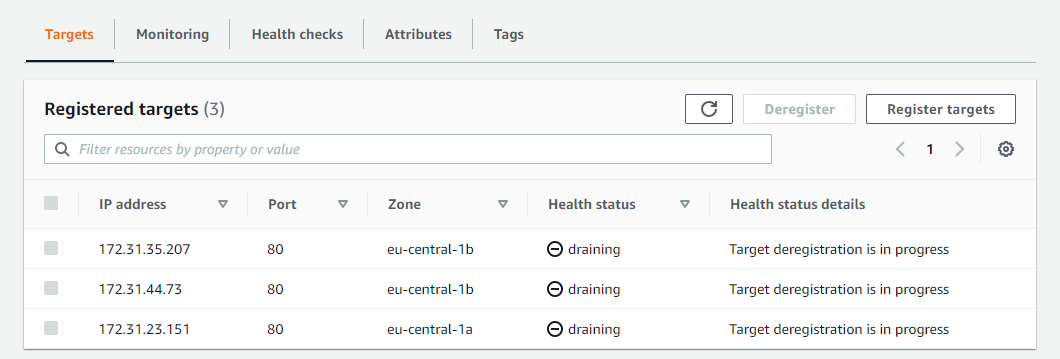 Targets Monitoring Health checks Attributes Tags
Registered targets (3) Deregister Register targets
Filter resources by property or value 1
IP address Port Zone Health status Health status details
172.31.35.207 80 eu-central-1b draining Target deregistration is in progress
172.31.44.73 80 eu-central-1b draining Target deregistration is in progress
172.31.23.151 80 eu-central-1a draining Target deregistration is in progress